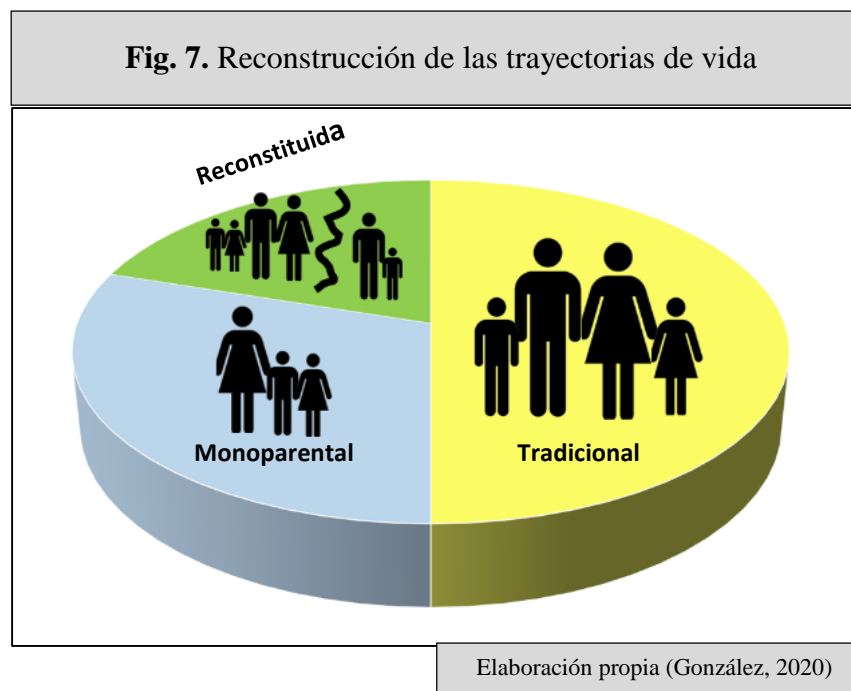 Fig. 7. Reconstrucción de las trayectorias de vida
Reconstituida
Monoparental
Tradicional
Elaboración propia (González, 2020)